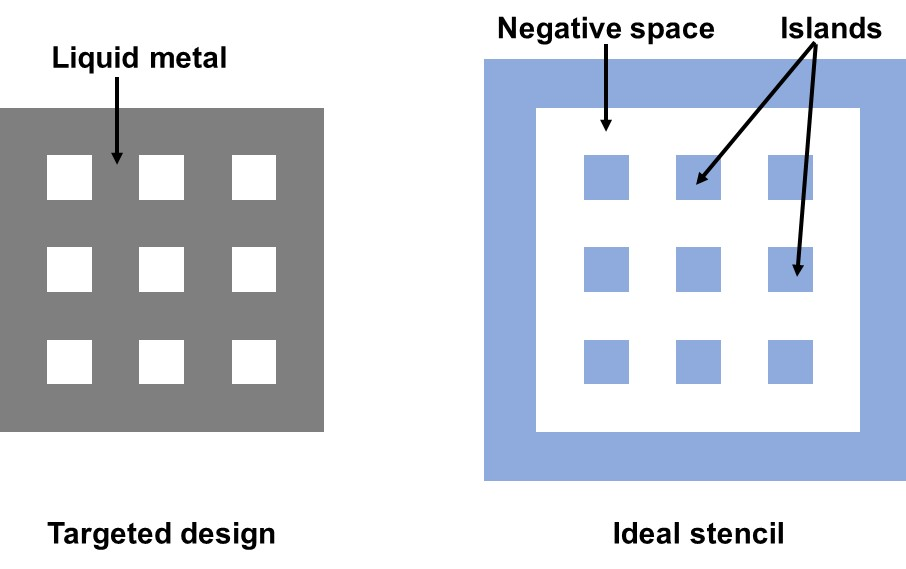 Negative space
Islands
Liquid metal
Targeted design
Ideal stencil